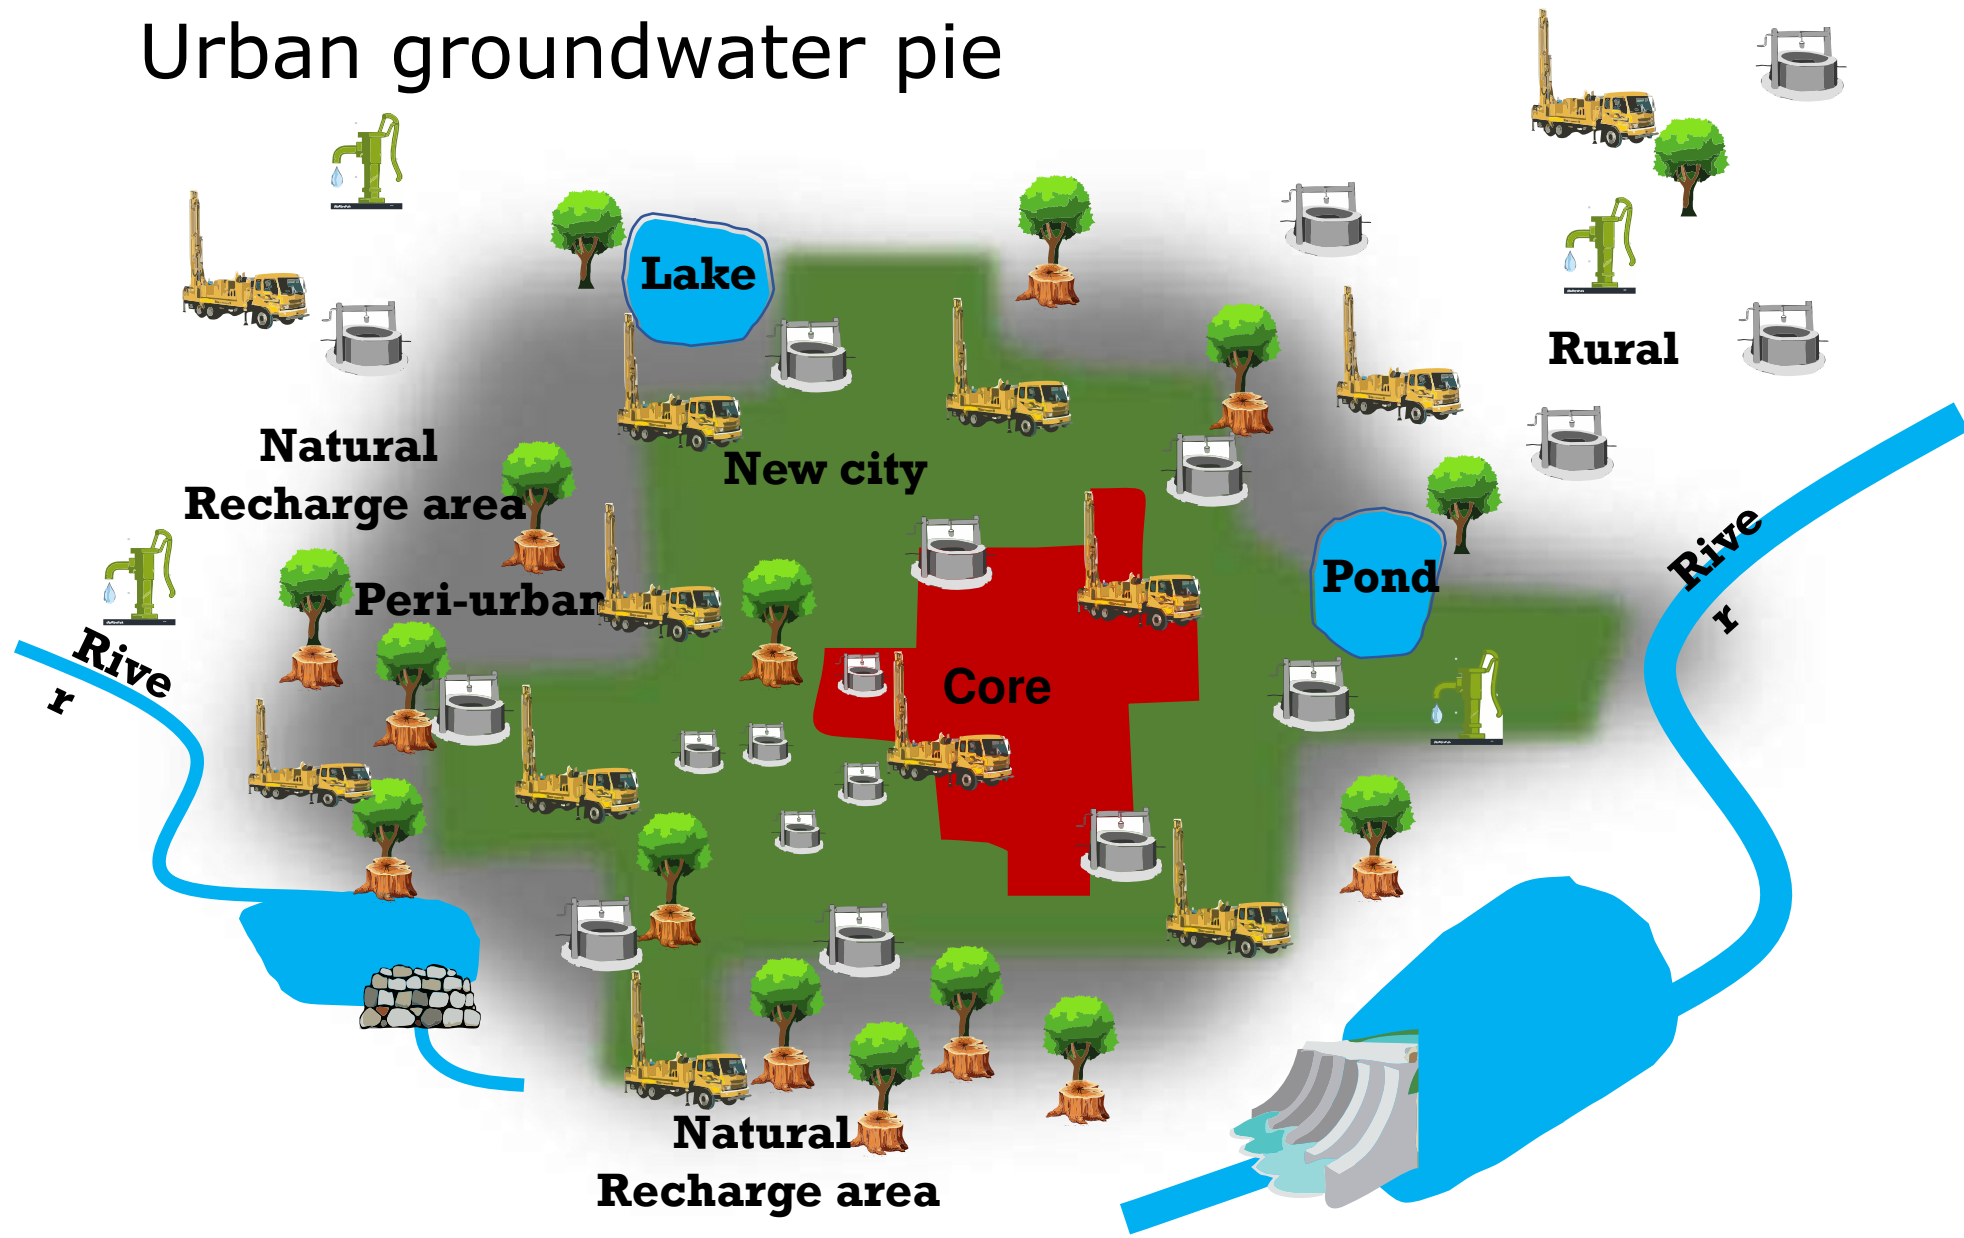 Urban groundwater pie
Lake
Rural
Natural
Recharge area
New city
Pond
Rive
r
Peri-urban
Rive
r
Core
Natural
Recharge area